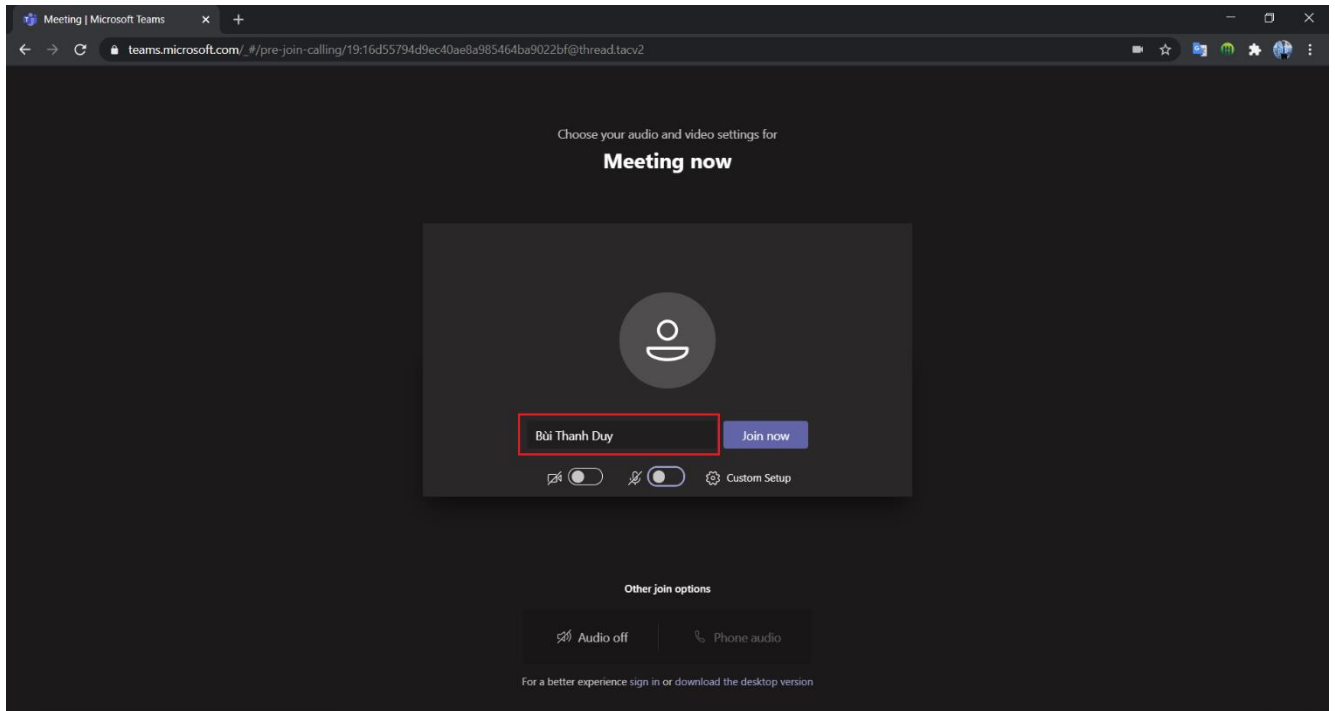 Meeting | Microsoft Teams
teams.microsoft.com/_#/pre-join-calling/19:16d55794d9ec40ae8a985464ba9022bf@thread.tacv2
Choose your audio and video settings for
Meeting now
Bùi Thanh Duy
Join now
Custom Setup
Other join options
Audio off
Phone audio
For a better experience sign in or download the desktop version